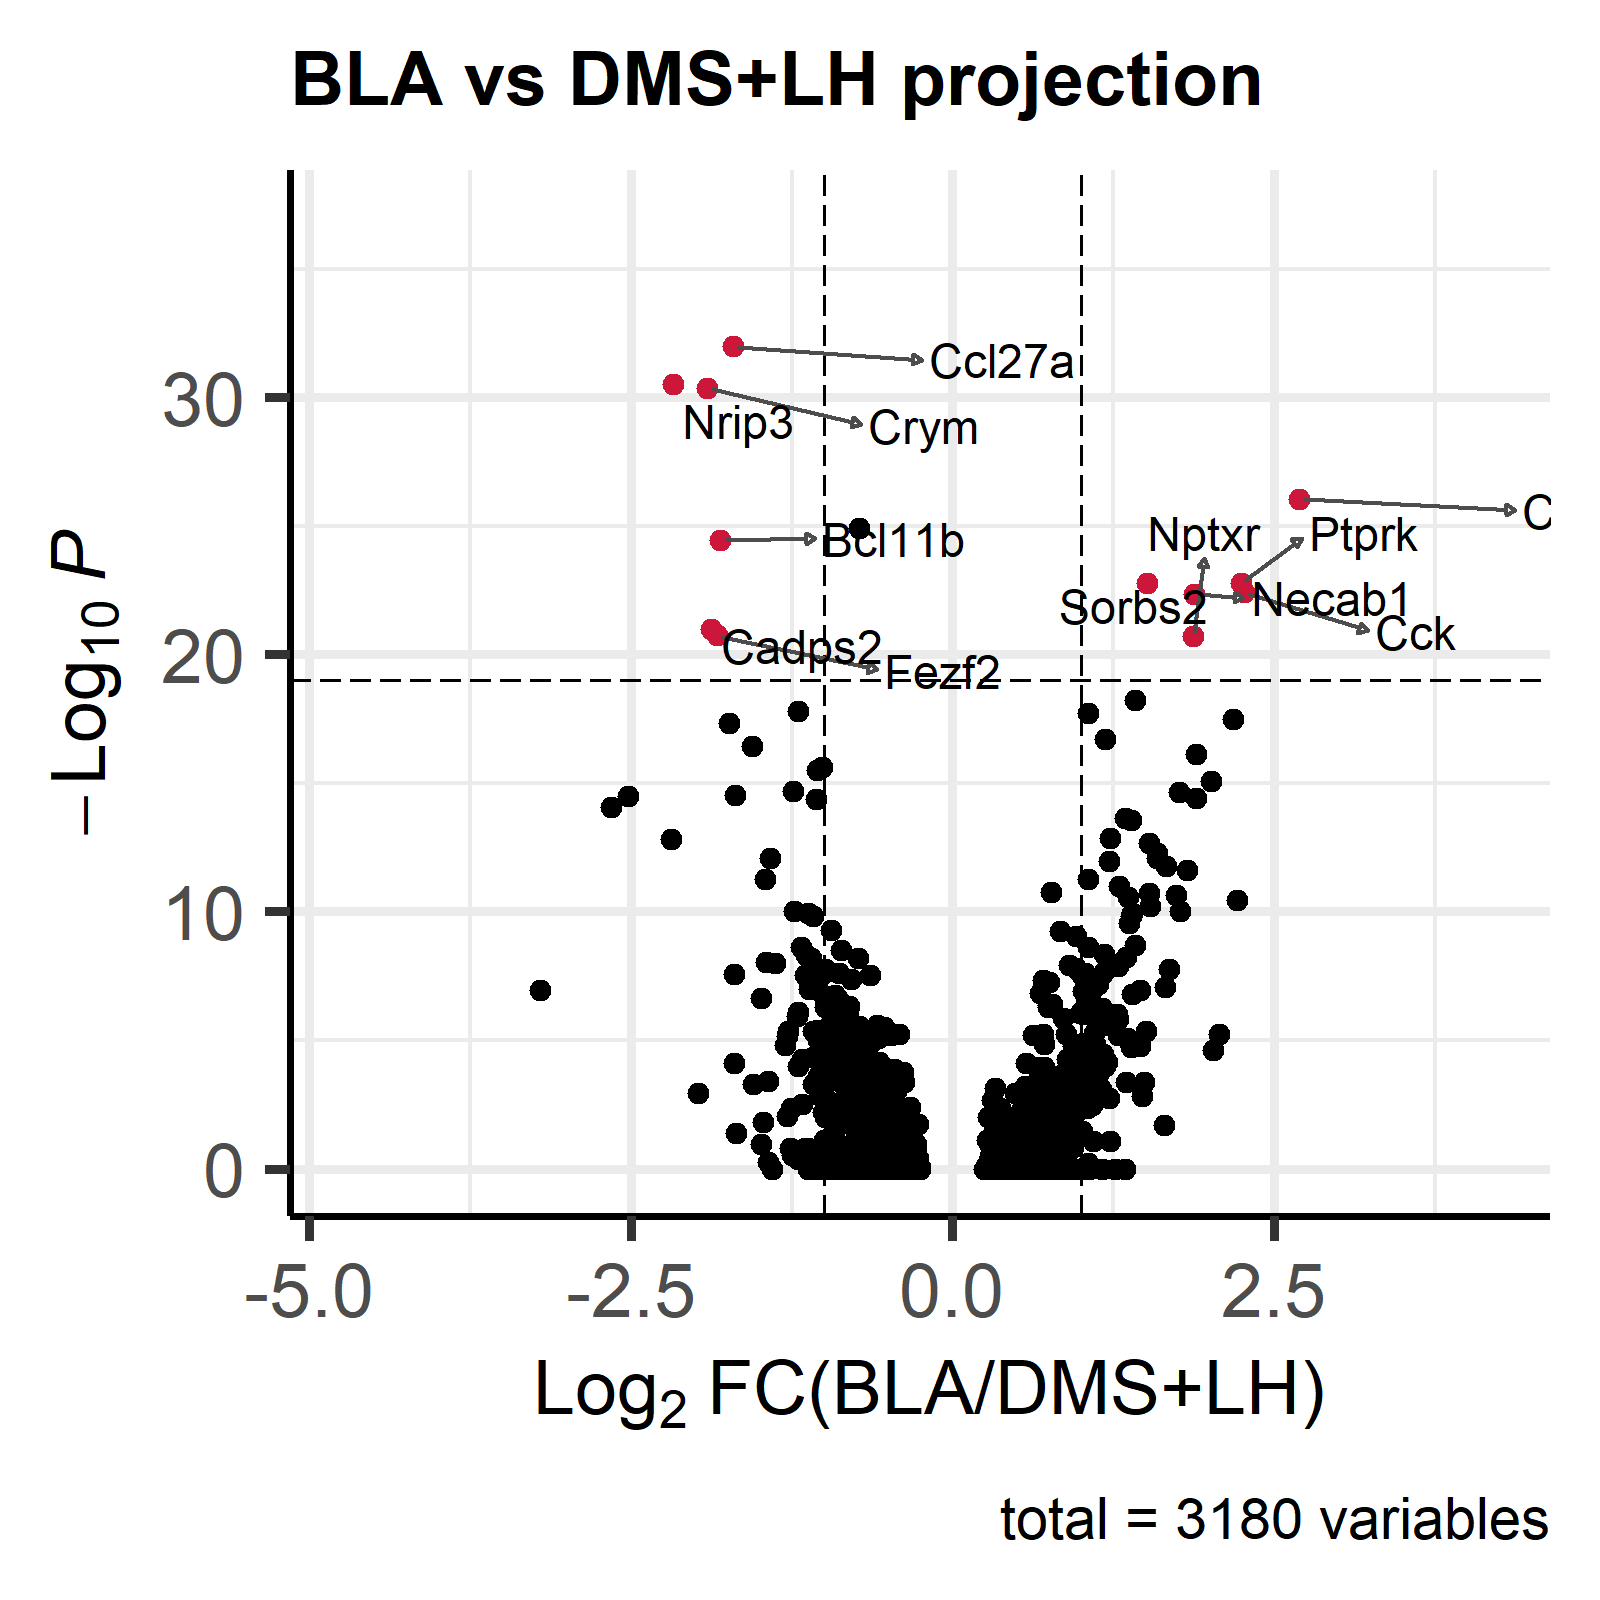 BLA vs DMS+LH projection
Ccl27a
30
Nrip3
Crym
C
Bcl11b
Nptxr
Ptprk
Sorbs2
Necab1
Cck
20
Cadps2
Fezf2
−Log10 P
10
0
-5.0 -2.5 0.0 2.5
Log2 FC(BLA/DMS+LH)
total = 3180 variables